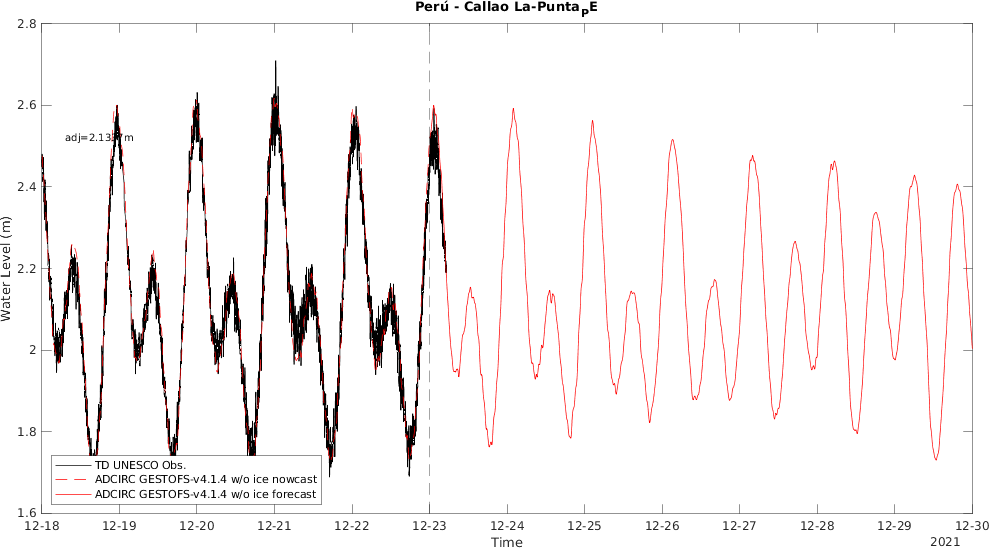 Perú - Callao La-PuntapE
2.8
2.6
2.4
2.2
2
1.8
1.6
Water Level (m)
TD UNESCO Obs.
ADCIRC GESTOFS-v4.1.4 w/o ice nowcast
ADCIRC GESTOFS-v4.1.4 w/o ice forecast
12-18 12-19 12-20 12-21 12-22 12-23 12-24 12-25 12-26 12-27 12-28 12-29 12-30
Time
2021